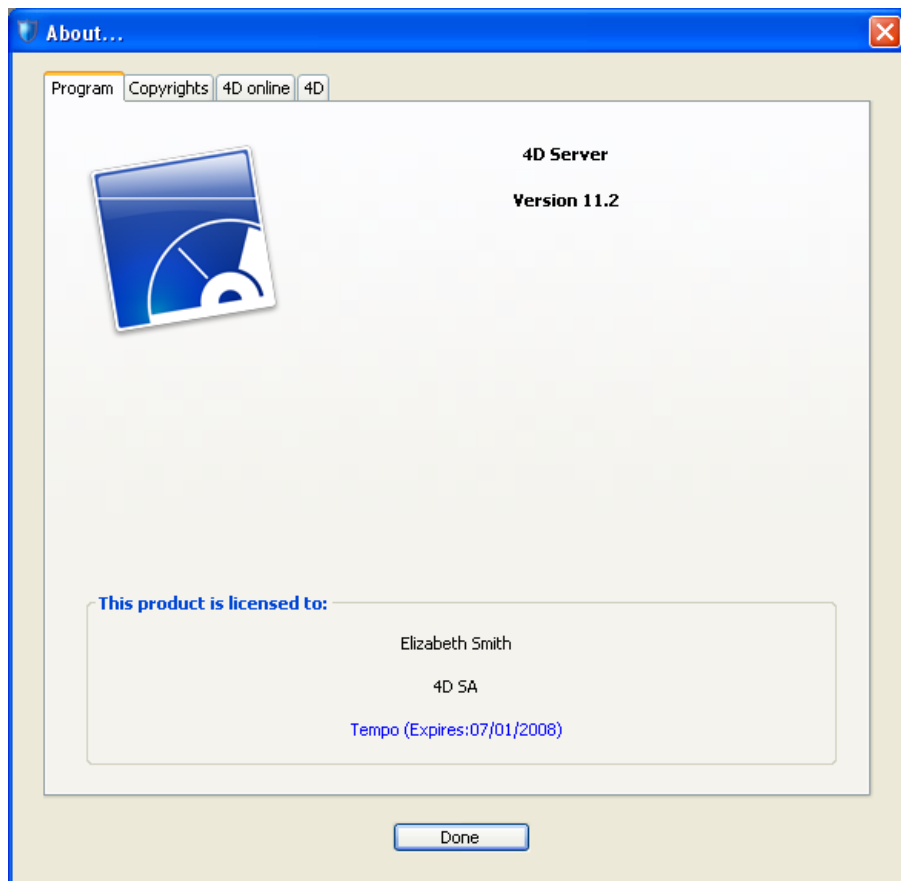 About...
Program Copyrights 4D online 4D
4D Server
Version 11.2
This product is licensed to:
Elizabeth Smith
4D SA
Tempo (Expires:07/01/2008)
Done